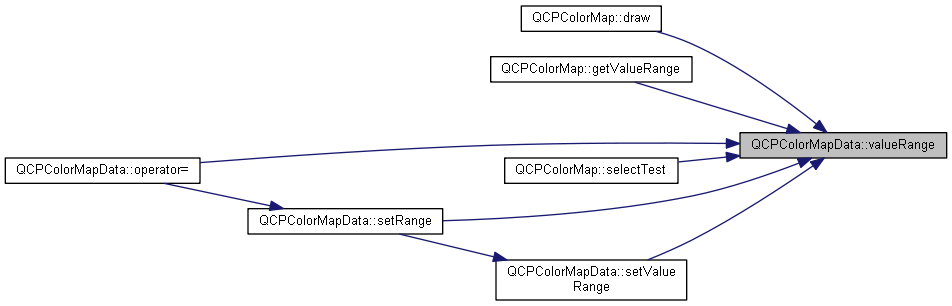 QCPColorMap::draw
QCPColorMap::getValueRange
QCPColorMapData::valueRange
QCPColorMapData::operator=
QCPColorMap::selectTest
QCPColorMapData::setRange
QCPColorMapData::setValue
Range